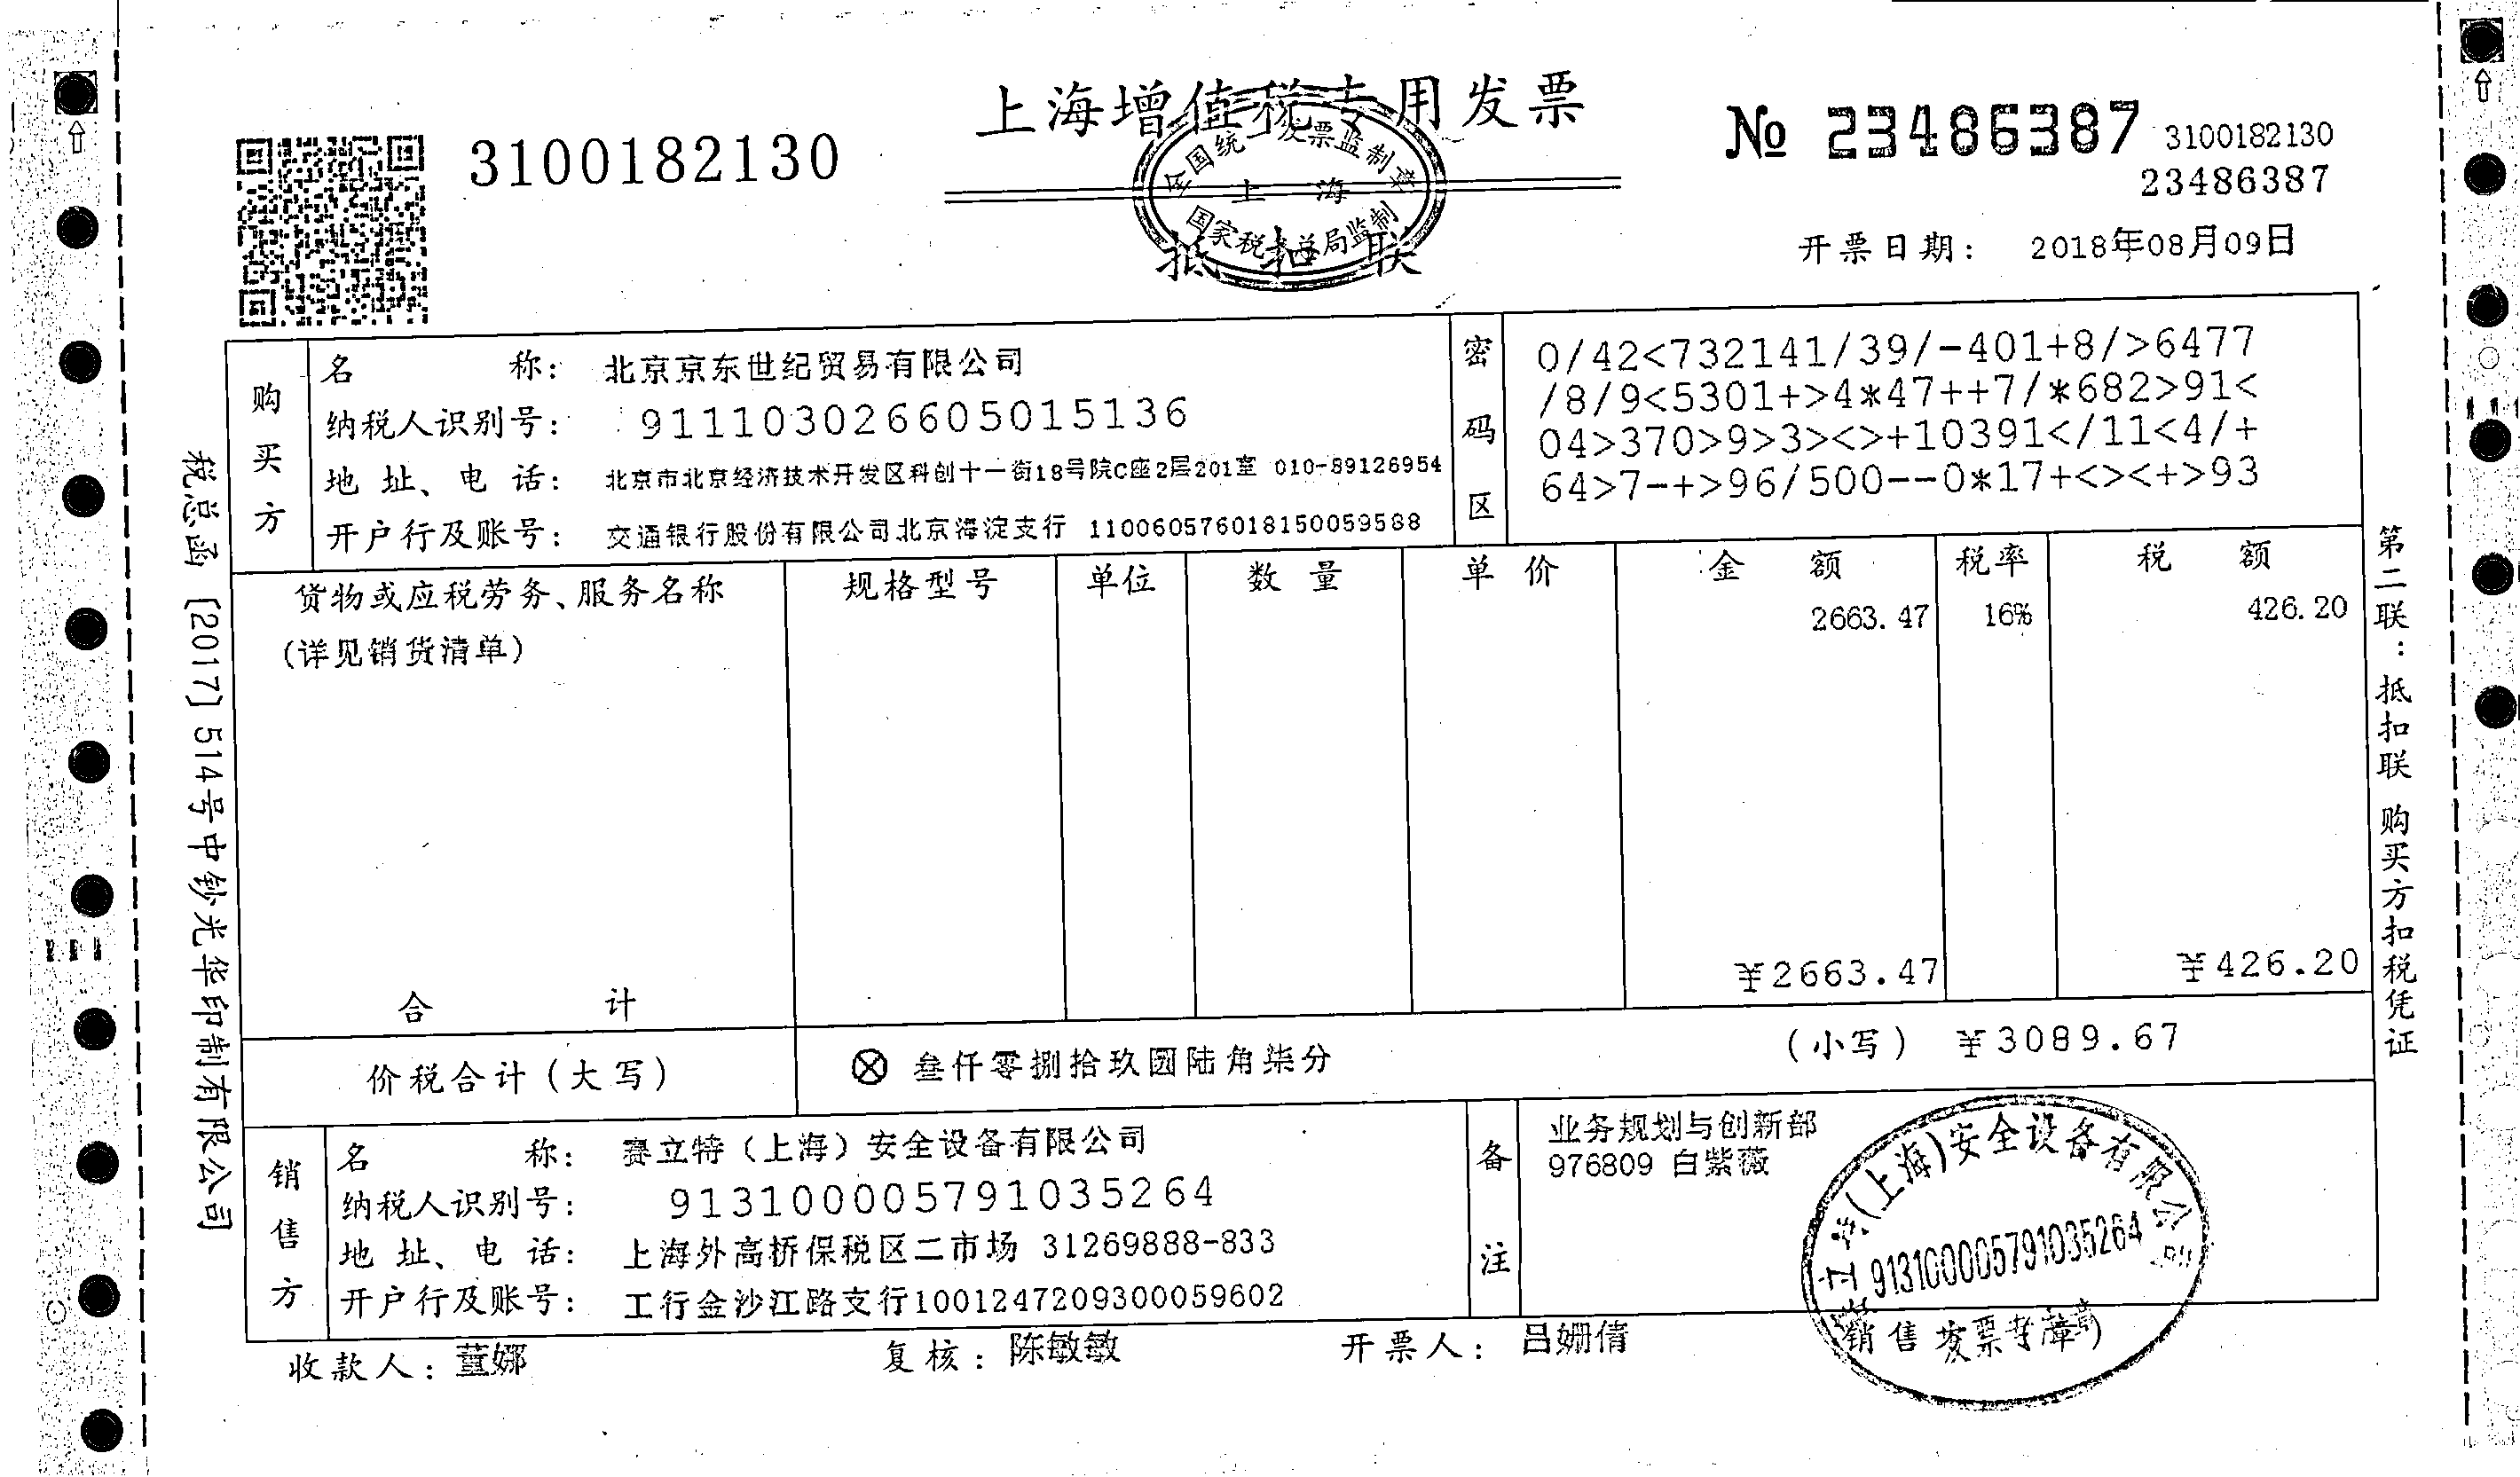 上海增值税专用发票
3100182130
№ 23486387
3100182130
23486387
全国统一发票监制章
上 海
国家税务总局监制
抵扣联
开票日期: 2018年08月09日
购买方
名 称: 北京京东世纪贸易有限公司
纳税人识别号: 911103026605015136
地 址、电 话: 北京市北京经济技术开发区科创十一街18号院C座2层201室 010-89126954
开户行及账号: 交通银行股份有限公司北京海淀支行 110060576018150059588
密码区
0/42<732141/39/-401+8/>6477
/8/9<5301+>4*47++7/*682>91<
04>370>9>3><>+10391</11<4/+
64>7-+>96/500--0*17+<><+>93
货物或应税劳务、服务名称 规格型号 单位 数 量 单 价 金 额 税率 税 额
(详见销货清单) 2663.47 16% 426.20
合 计 ¥2663.47 ¥426.20
价税合计(大写) ⊗ 叁仟零捌拾玖圆陆角柒分 (小写) ¥3089.67
销售方
名 称: 赛立特(上海)安全设备有限公司
纳税人识别号: 913100005791035264
地 址、电 话: 上海外高桥保税区二市场 31269888-833
开户行及账号: 工行金沙江路支行1001247209300059602
备注
业务规划与创新部
976809 白紫薇
(上海)安全设备有限公司
913100005791035264
发票专用章
收款人: 董娜 复核: 陈敏敏 开票人: 吕姗倩 销售方:(章)
税总函[2017]514号中钞光华印制有限公司
第二联:抵扣联 购买方扣税凭证